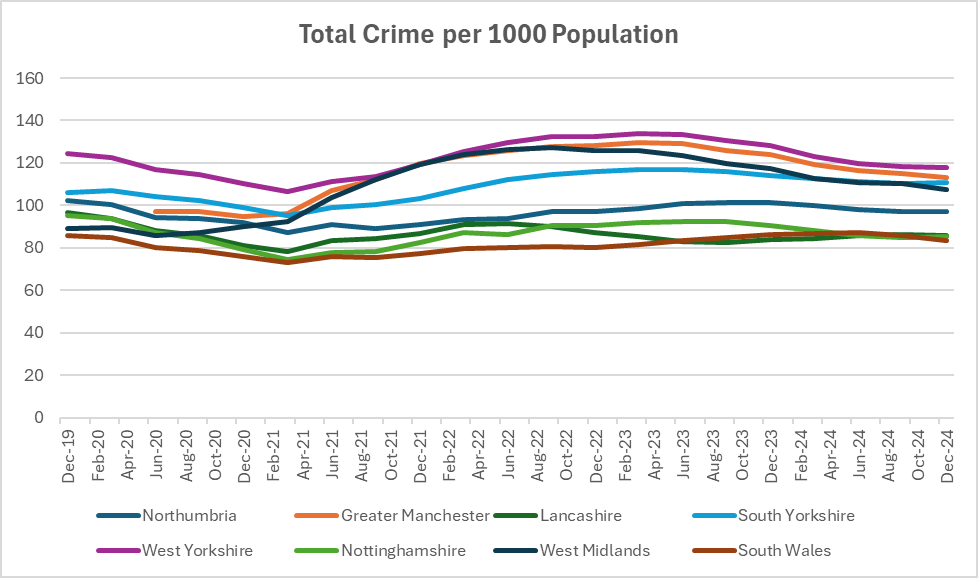 Total Crime per 1000 Population
160
140
120
100
80
60
40
20
0
Dec-19 Feb-20 Apr-20 Jun-20 Aug-20 Oct-20 Dec-20 Feb-21 Apr-21 Jun-21 Aug-21 Oct-21 Dec-21 Feb-22 Apr-22 Jun-22 Aug-22 Oct-22 Dec-22 Feb-23 Apr-23 Jun-23 Aug-23 Oct-23 Dec-23 Feb-24 Apr-24 Jun-24 Aug-24 Oct-24 Dec-24
Northumbria Greater Manchester Lancashire South Yorkshire
West Yorkshire Nottinghamshire West Midlands South Wales